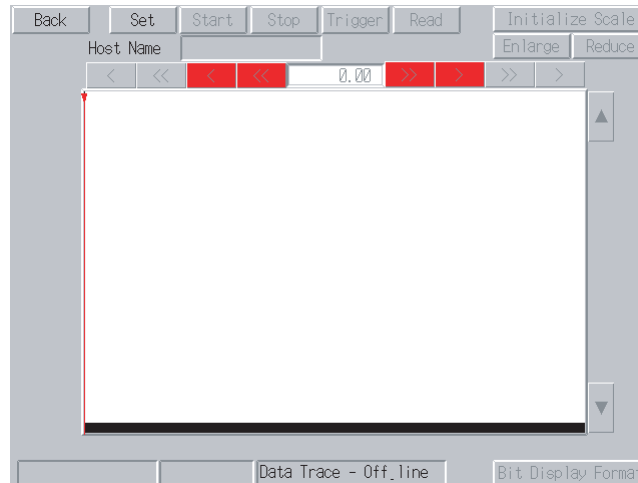 Back Set Start Stop Trigger Read Initialize Scale
Host Name Enlarge Reduce
< << < << 0.00 >> > >> >
▲
▼
Data Trace - Off_line Bit Display Forma